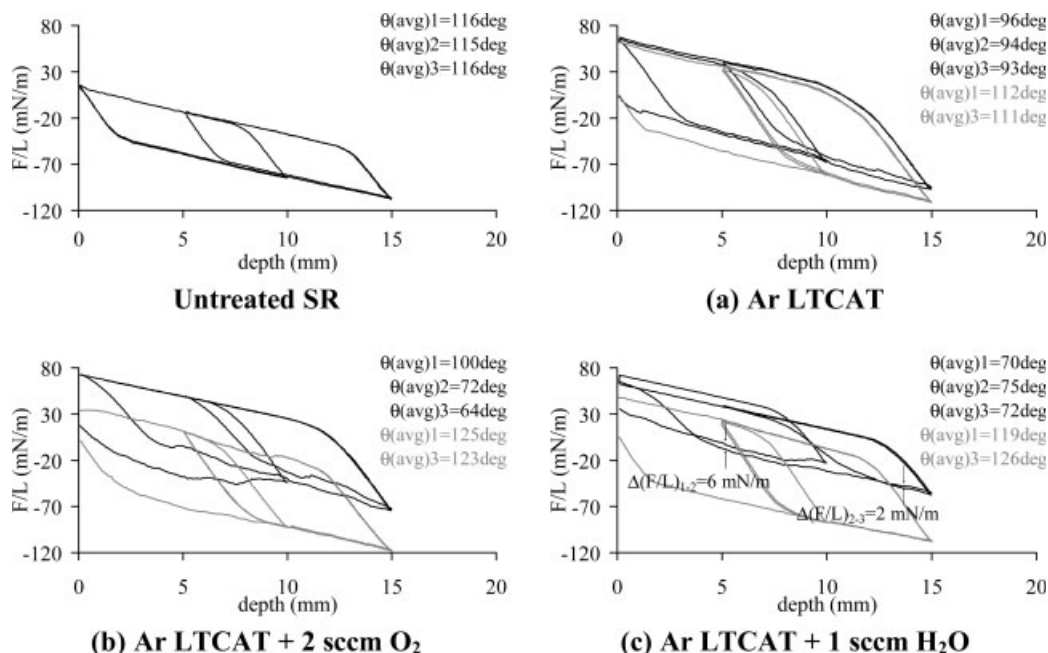 θ(avg)1=116deg
θ(avg)2=115deg
θ(avg)3=116deg
80
30
-20
-70
-120
F/L (mN/m)
0 5 10 15 20
depth (mm)
Untreated SR
θ(avg)1=96deg
θ(avg)2=94deg
θ(avg)3=93deg
θ(avg)1=112deg
θ(avg)3=111deg
80
30
-20
-70
-120
F/L (mN/m)
0 5 10 15 20
depth (mm)
(a) Ar LTCAT
θ(avg)1=100deg
θ(avg)2=72deg
θ(avg)3=64deg
θ(avg)1=125deg
θ(avg)3=123deg
80
30
-20
-70
-120
F/L (mN/m)
0 5 10 15 20
depth (mm)
(b) Ar LTCAT + 2 sccm O₂
θ(avg)1=70deg
θ(avg)2=75deg
θ(avg)3=72deg
θ(avg)1=119deg
θ(avg)3=126deg
80
30
-20
-70
-120
F/L (mN/m)
Δ(F/L)₁₋₂=6 mN/m
Δ(F/L)₂₋₃=2 mN/m
0 5 10 15 20
depth (mm)
(c) Ar LTCAT + 1 sccm H₂O